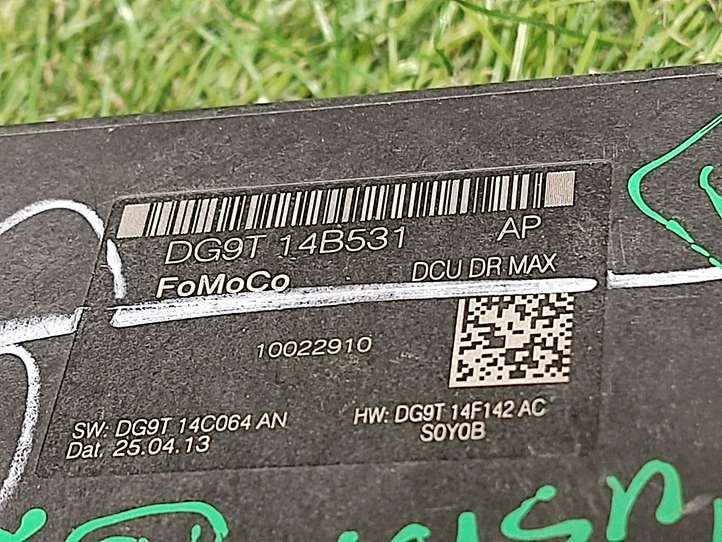 DG9T 14B531 AP
FoMoCo DCU DR MAX
10022910
SW: DG9T 14C064 AN HW: DG9T 14F142 AC
Dat. 25.04.13 S0Y0B